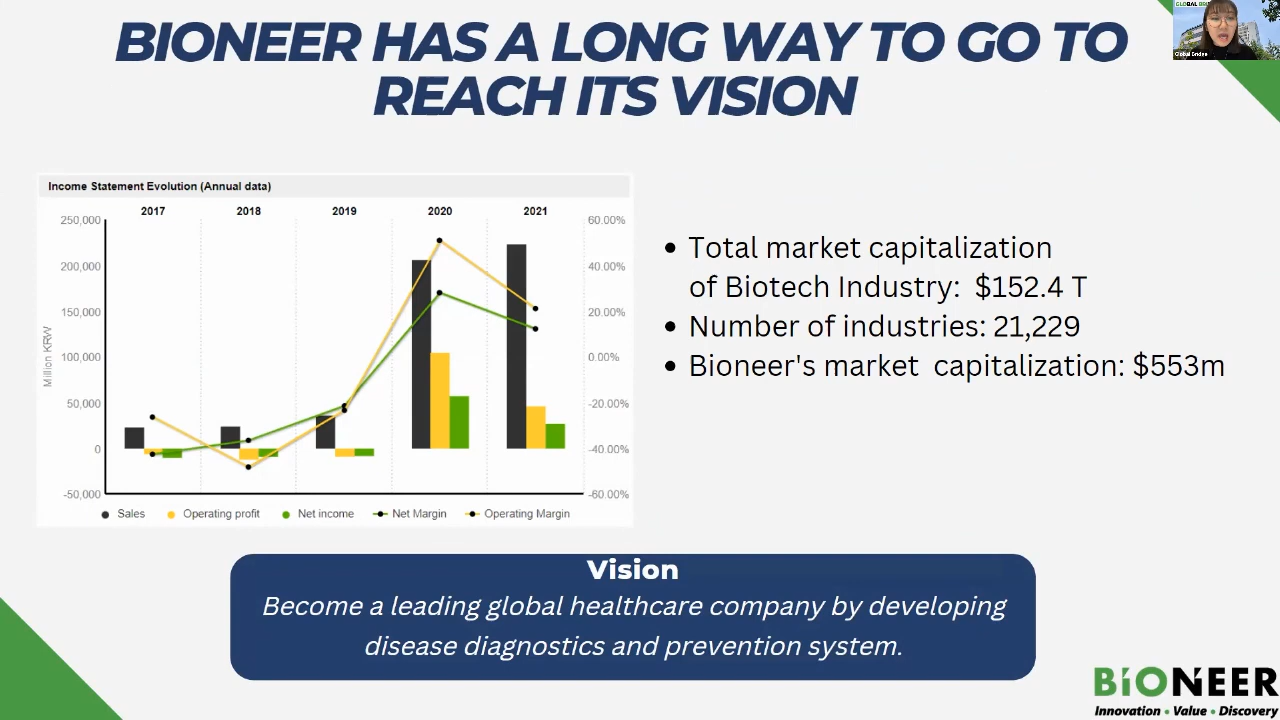 BIONEER HAS A LONG WAY TO GO TO
REACH ITS VISION
Income Statement Evolution (Annual data)
2017 2018 2019 2020 2021
250,000 60.00%
200,000 40.00%
150,000 20.00%
100,000 0.00%
50,000 -20.00%
0 -40.00%
-50,000 -60.00%
Million KRW
Sales Operating profit Net income Net Margin Operating Margin
• Total market capitalization
of Biotech Industry: $152.4 T
• Number of industries: 21,229
• Bioneer's market capitalization: $553m
Vision
Become a leading global healthcare company by developing
disease diagnostics and prevention system.
BiONEER
Innovation • Value • Discovery